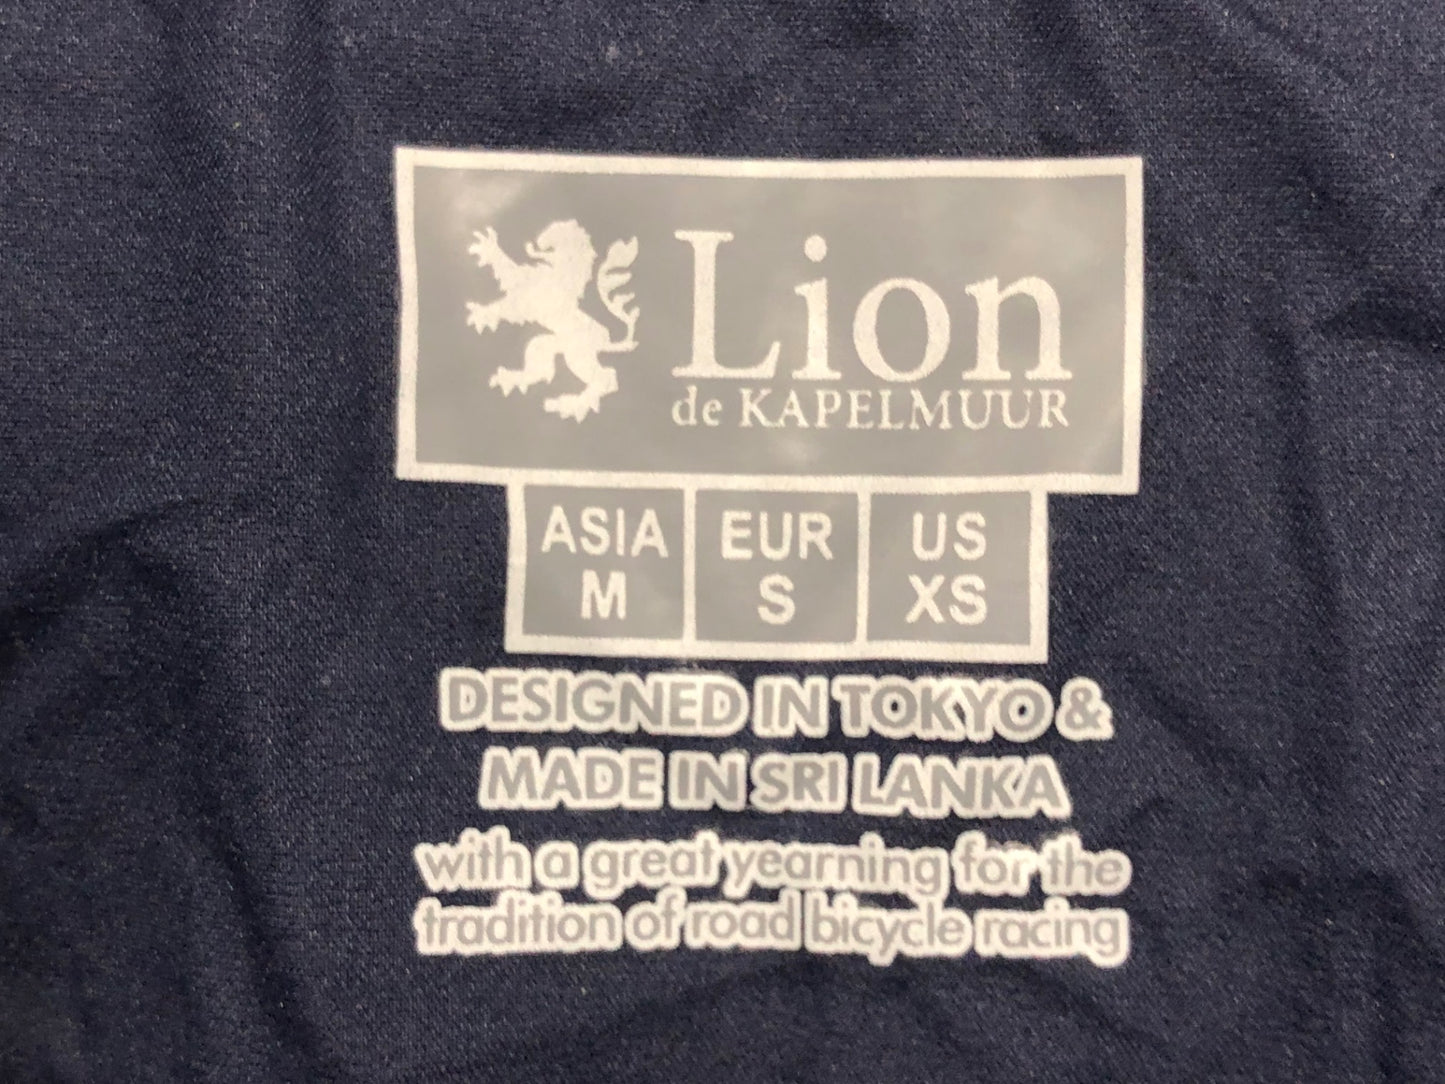 Lion
de KAPELMUUR
ASIA EUR US
M S XS
DESIGNED IN TOKYO &
MADE IN SRI LANKA
with a great yearning for the
tradition of road bicycle racing